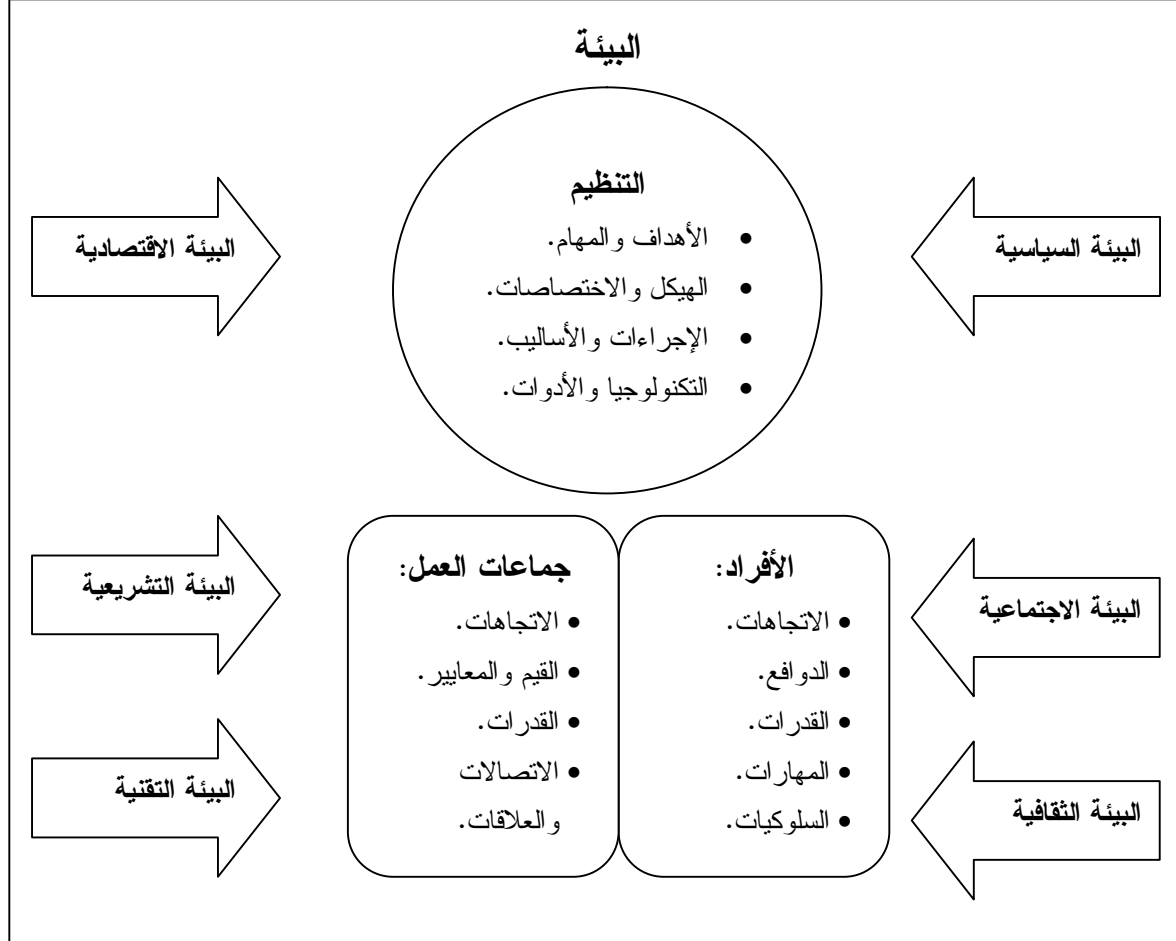 البيئة
التنظيم
• الأهداف والمهام.
• الهيكل والاختصاصات.
• الإجراءات والأساليب.
• التكنولوجيا والأدوات.
البيئة السياسية
البيئة الاقتصادية
الأفراد:
• الاتجاهات.
• الدوافع.
• القدرات.
• المهارات.
• السلوكيات.
جماعات العمل:
• الاتجاهات.
• القيم والمعايير.
• القدرات.
• الاتصالات
والعلاقات.
البيئة الاجتماعية
البيئة التشريعية
البيئة الثقافية
البيئة التقنية